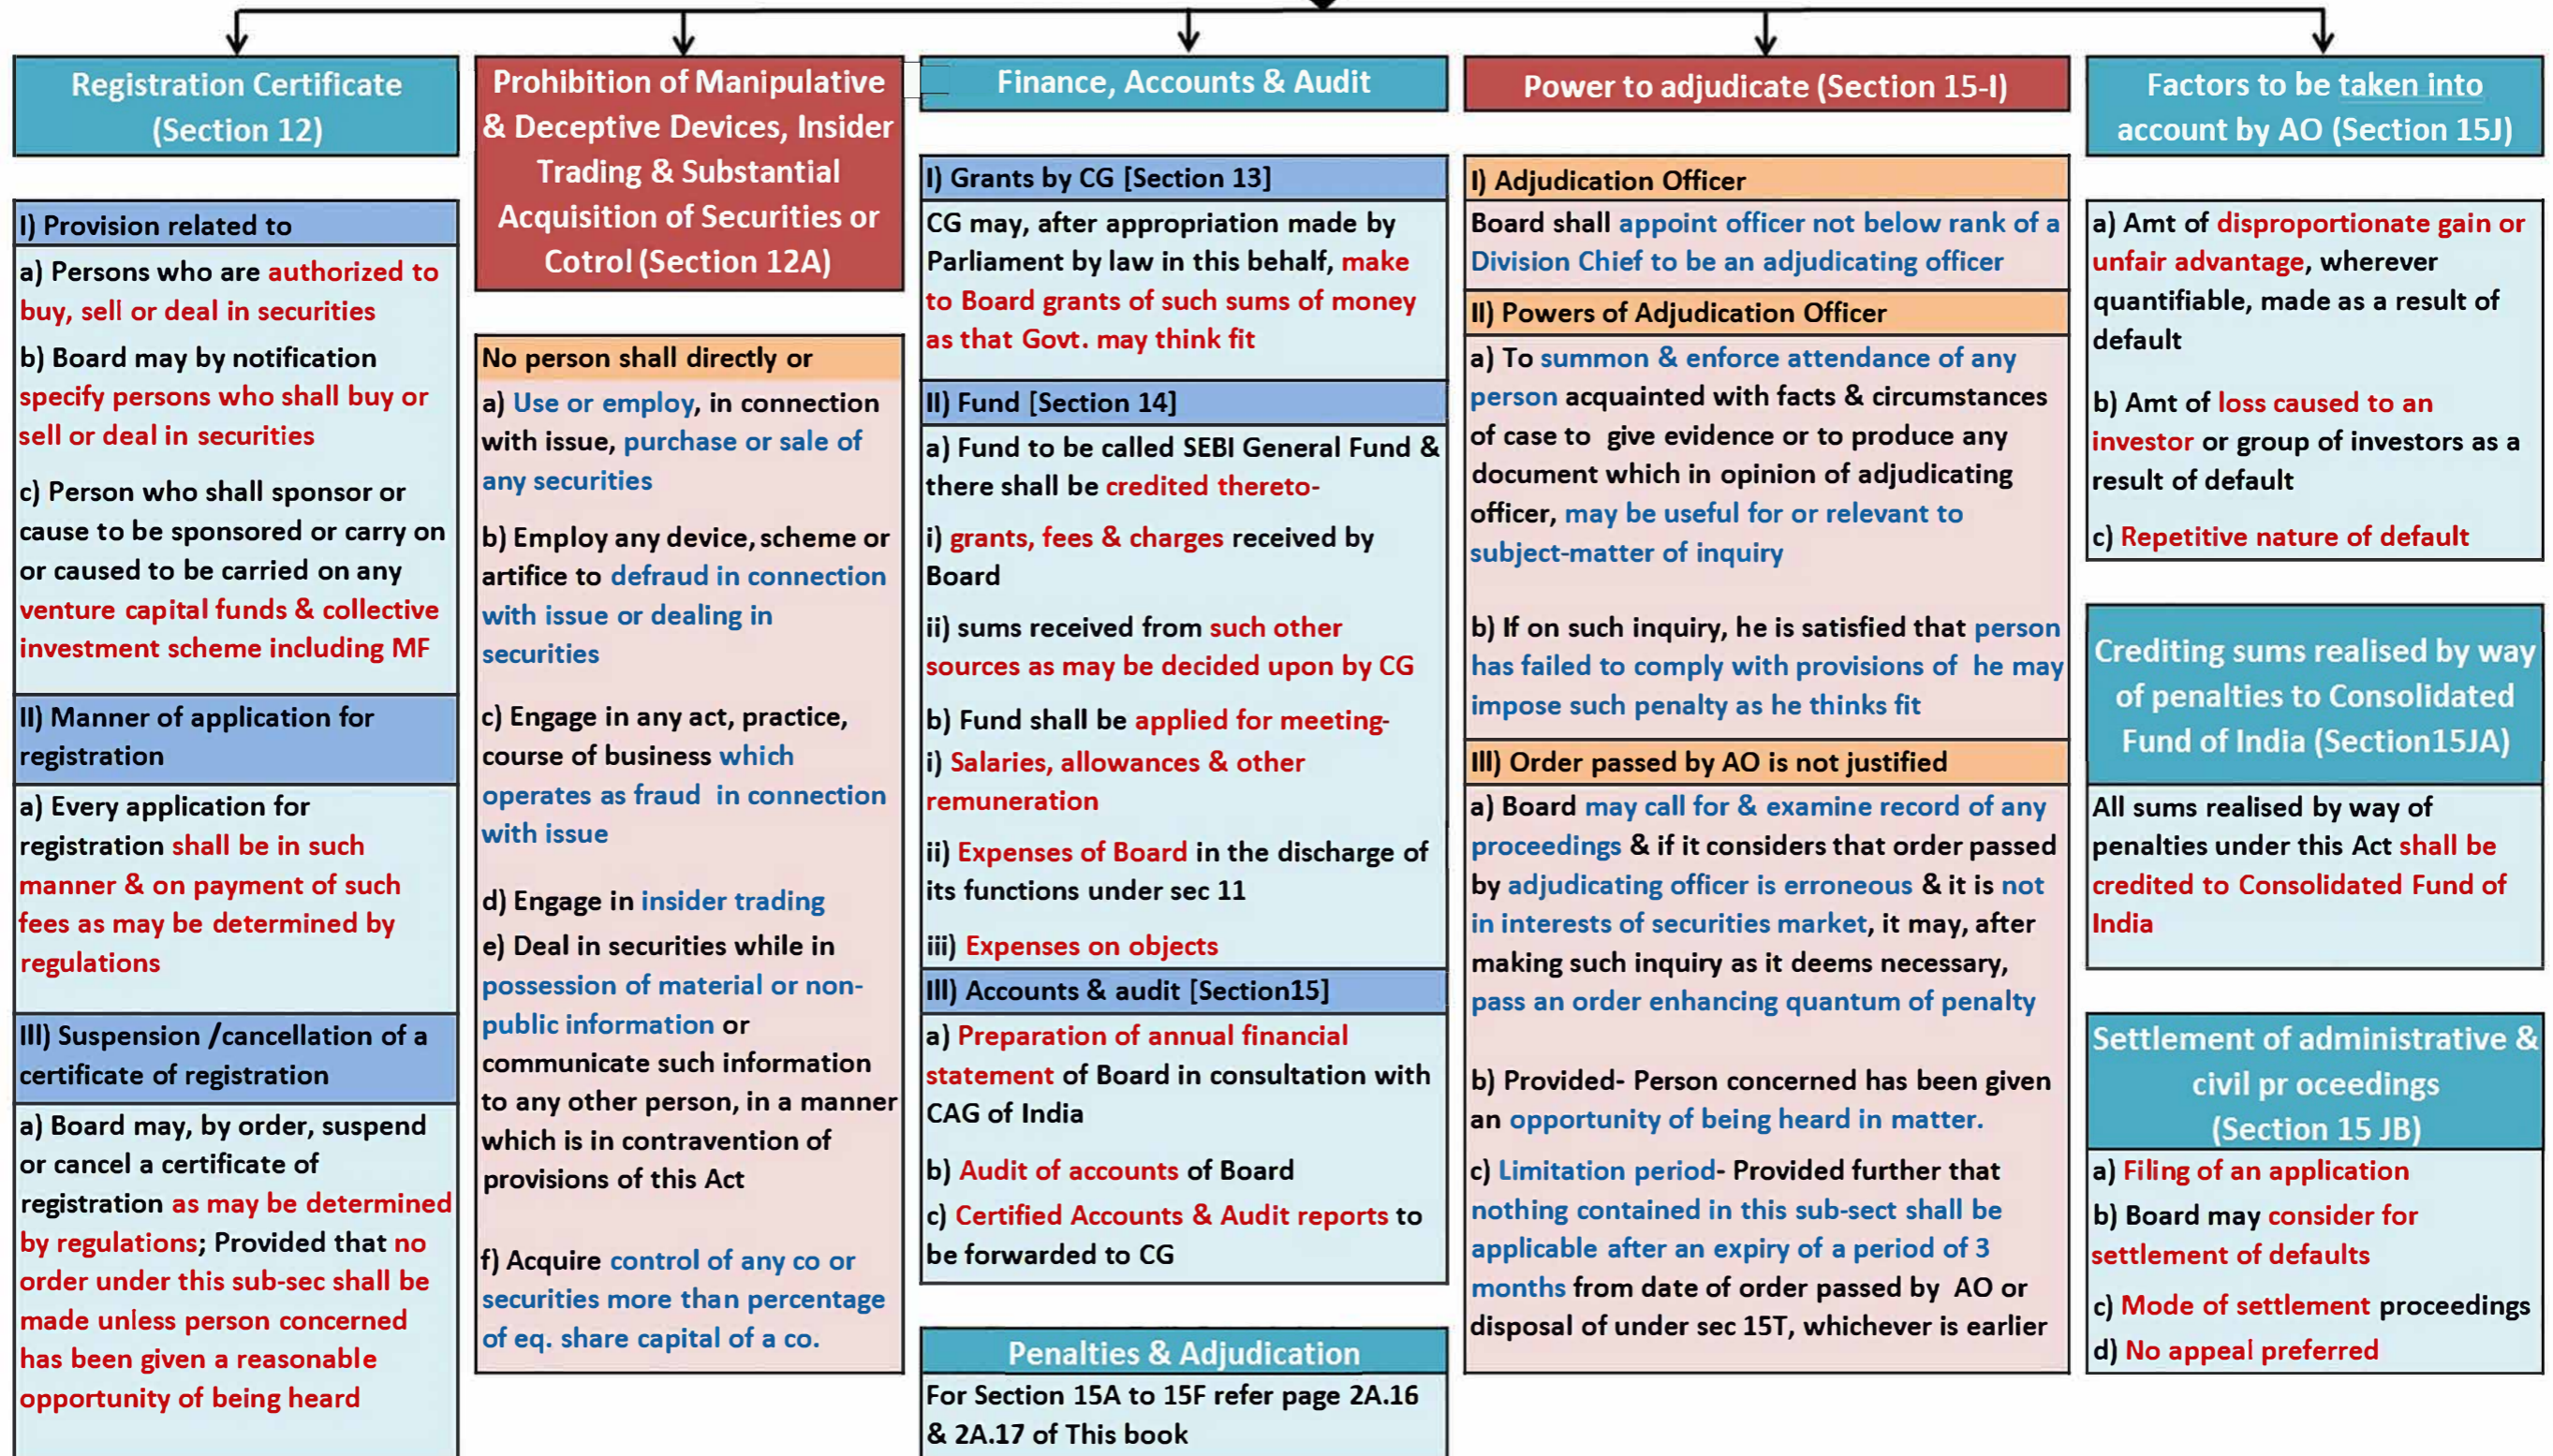 Registration Certificate
(Section 12)
I) Provision related to
a) Persons who are authorized to
buy, sell or deal in securities
b) Board may by notification
specify persons who shall buy or
sell or deal in securities
c) Person who shall sponsor or
cause to be sponsored or carry on
or caused to be carried on any
venture capital funds & collective
investment scheme including MF
II) Manner of application for
registration
a) Every application for
registration shall be in such
manner & on payment of such
fees as may be determined by
regulations
III) Suspension /cancellation of a
certificate of registration
a) Board may, by order, suspend
or cancel a certificate of
registration as may be determined
by regulations; Provided that no
order under this sub-sec shall be
made unless person concerned
has been given a reasonable
opportunity of being heard
Prohibition of Manipulative
& Deceptive Devices, Insider
Trading & Substantial
Acquisition of Securities or
Cotrol (Section 12A)
No person shall directly or
a) Use or employ, in connection
with issue, purchase or sale of
any securities
b) Employ any device, scheme or
artifice to defraud in connection
with issue or dealing in
securities
c) Engage in any act, practice,
course of business which
operates as fraud in connection
with issue
d) Engage in insider trading
e) Deal in securities while in
possession of material or non-
public information or
communicate such information
to any other person, in a manner
which is in contravention of
provisions of this Act
f) Acquire control of any co or
securities more than percentage
of eq. share capital of a co.
Finance, Accounts & Audit
I) Grants by CG [Section 13]
CG may, after appropriation made by
Parliament by law in this behalf, make
to Board grants of such sums of money
as that Govt. may think fit
II) Fund [Section 14]
a) Fund to be called SEBI General Fund &
there shall be credited thereto-
i) grants, fees & charges received by
Board
ii) sums received from such other
sources as may be decided upon by CG
b) Fund shall be applied for meeting-
i) Salaries, allowances & other
remuneration
ii) Expenses of Board in the discharge of
its functions under sec 11
iii) Expenses on objects
III) Accounts & audit [Section15]
a) Preparation of annual financial
statement of Board in consultation with
CAG of India
b) Audit of accounts of Board
c) Certified Accounts & Audit reports to
be forwarded to CG
Penalties & Adjudication
For Section 15A to 15F refer page 2A.16
& 2A.17 of This book
Power to adjudicate (Section 15-I)
I) Adjudication Officer
Board shall appoint officer not below rank of a
Division Chief to be an adjudicating officer
II) Powers of Adjudication Officer
a) To summon & enforce attendance of any
person acquainted with facts & circumstances
of case to give evidence or to produce any
document which in opinion of adjudicating
officer, may be useful for or relevant to
subject-matter of inquiry
b) If on such inquiry, he is satisfied that person
has failed to comply with provisions of he may
impose such penalty as he thinks fit
III) Order passed by AO is not justified
a) Board may call for & examine record of any
proceedings & if it considers that order passed
by adjudicating officer is erroneous & it is not
in interests of securities market, it may, after
making such inquiry as it deems necessary,
pass an order enhancing quantum of penalty
b) Provided- Person concerned has been given
an opportunity of being heard in matter.
c) Limitation period- Provided further that
nothing contained in this sub-sect shall be
applicable after an expiry of a period of 3
months from date of order passed by AO or
disposal of under sec 15T, whichever is earlier
Factors to be taken into
account by AO (Section 15J)
a) Amt of disproportionate gain or
unfair advantage, wherever
quantifiable, made as a result of
default
b) Amt of loss caused to an
investor or group of investors as a
result of default
c) Repetitive nature of default
Crediting sums realised by way
of penalties to Consolidated
Fund of India (Section15JA)
All sums realised by way of
penalties under this Act shall be
credited to Consolidated Fund of
India
Settlement of administrative &
civil pr oceedings
(Section 15 JB)
a) Filing of an application
b) Board may consider for
settlement of defaults
c) Mode of settlement proceedings
d) No appeal preferred